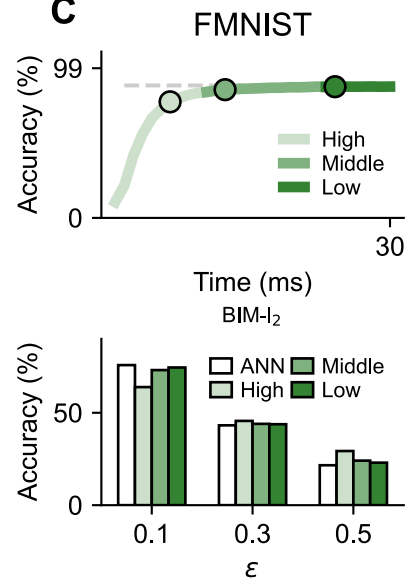 C
FMNIST
Accuracy (%)
99
0
High
Middle
Low
30
Time (ms)
BIM-l₂
Accuracy (%)
50
0
ANN
Middle
High
Low
0.1
0.3
0.5
ε